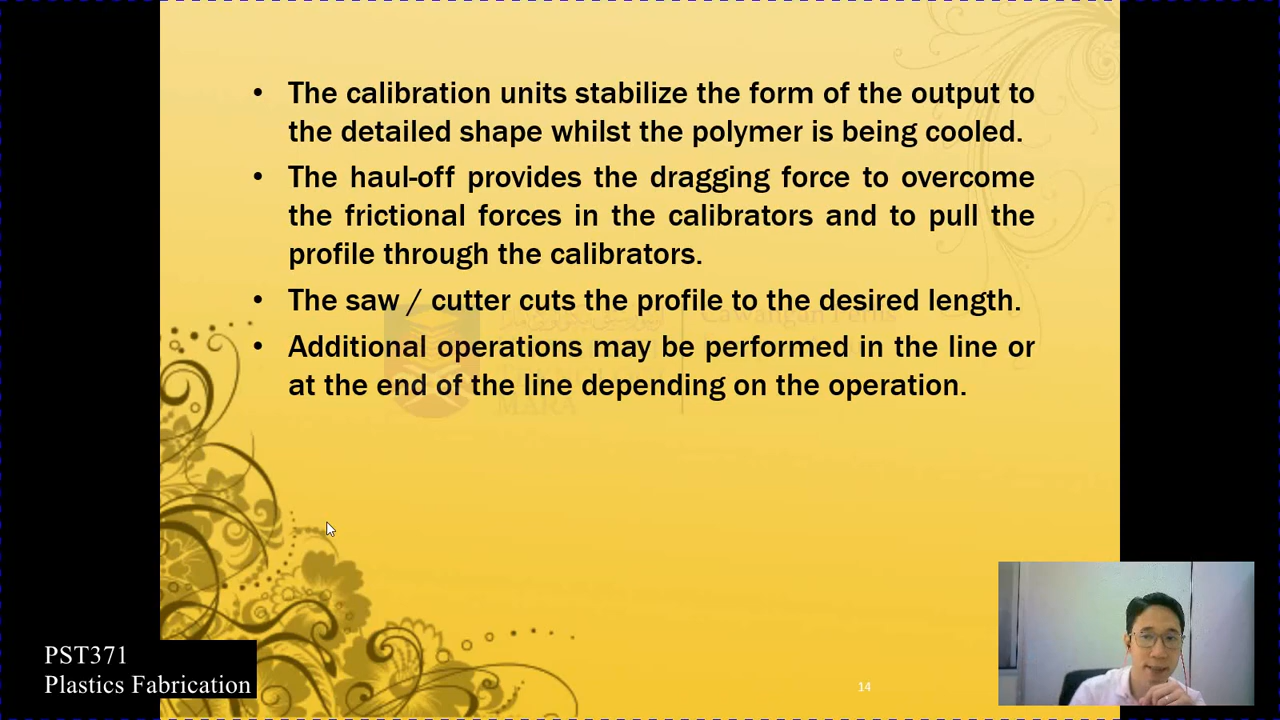 • The calibration units stabilize the form of the output to
the detailed shape whilst the polymer is being cooled.
• The haul-off provides the dragging force to overcome
the frictional forces in the calibrators and to pull the
profile through the calibrators.
• The saw / cutter cuts the profile to the desired length.
• Additional operations may be performed in the line or
at the end of the line depending on the operation.
Cawangan Perlis
MARA
PST371
Plastics Fabrication
14